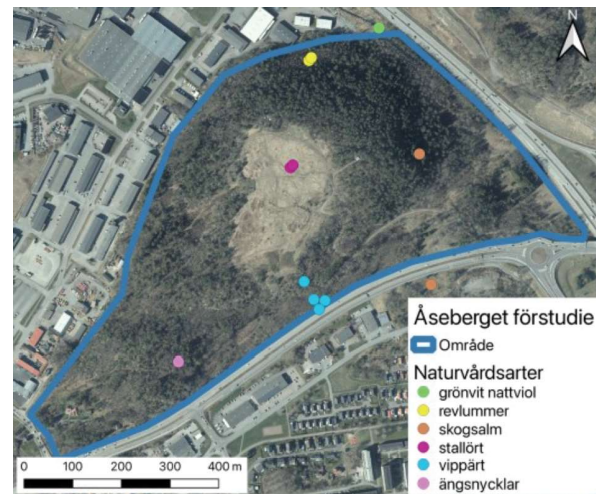 N
Åseberget förstudie
Område
Naturvårdsarter
grönvit nattviol
revlummer
skogsalm
stallört
vippärt
ängsnycklar
0 100 200 300 400 m